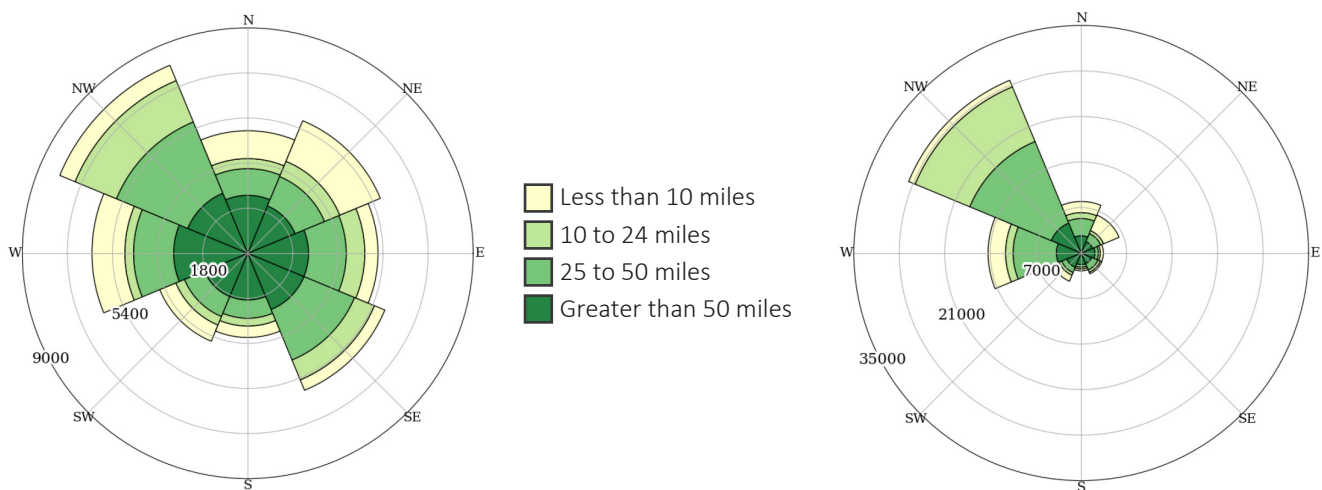 N
NW
NE
W
E
1800
5400
9000
SW
SE
S
Less than 10 miles
10 to 24 miles
25 to 50 miles
Greater than 50 miles
N
NW
NE
W
E
7000
21000
35000
SW
SE
S